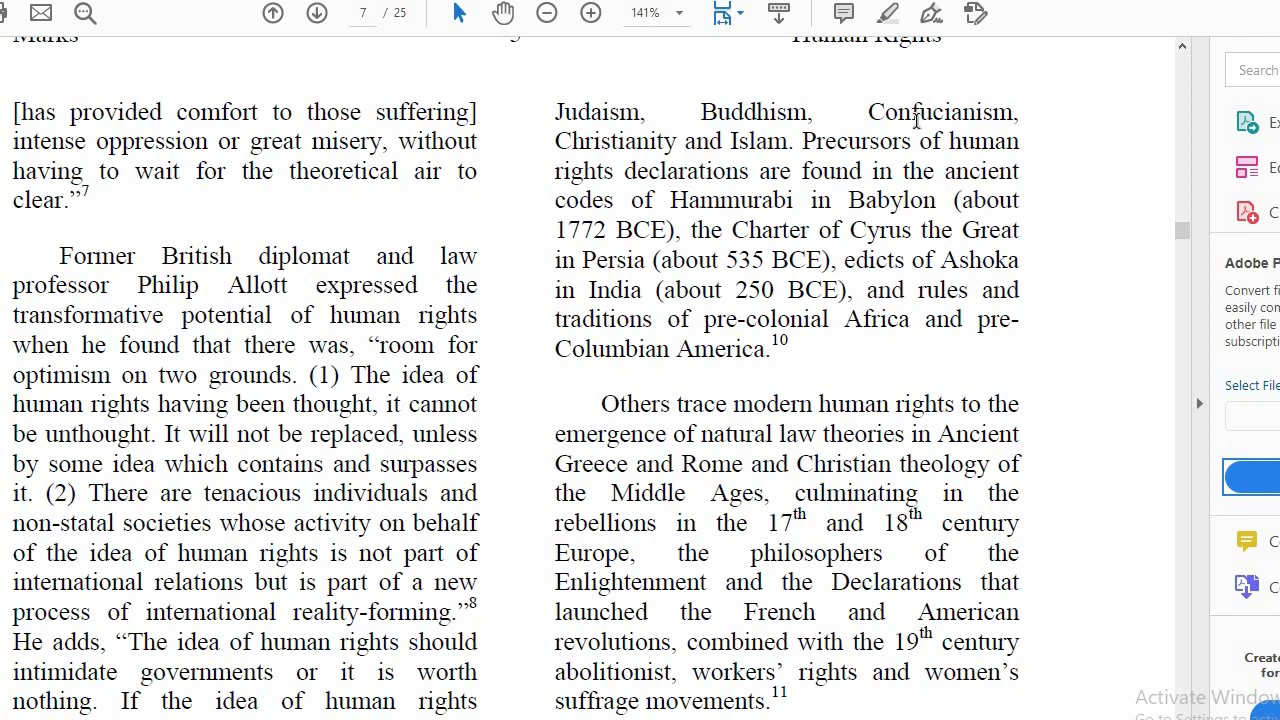 7 / 25
141%
Marks
Human Rights
[has provided comfort to those suffering]
intense oppression or great misery, without
having to wait for the theoretical air to
clear.”7
Former British diplomat and law
professor Philip Allott expressed the
transformative potential of human rights
when he found that there was, “room for
optimism on two grounds. (1) The idea of
human rights having been thought, it cannot
be unthought. It will not be replaced, unless
by some idea which contains and surpasses
it. (2) There are tenacious individuals and
non-statal societies whose activity on behalf
of the idea of human rights is not part of
international relations but is part of a new
process of international reality-forming.”8
He adds, “The idea of human rights should
intimidate governments or it is worth
nothing. If the idea of human rights
Judaism, Buddhism, Confucianism,
Christianity and Islam. Precursors of human
rights declarations are found in the ancient
codes of Hammurabi in Babylon (about
1772 BCE), the Charter of Cyrus the Great
in Persia (about 535 BCE), edicts of Ashoka
in India (about 250 BCE), and rules and
traditions of pre-colonial Africa and pre-
Columbian America.10
Others trace modern human rights to the
emergence of natural law theories in Ancient
Greece and Rome and Christian theology of
the Middle Ages, culminating in the
rebellions in the 17th and 18th century
Europe, the philosophers of the
Enlightenment and the Declarations that
launched the French and American
revolutions, combined with the 19th century
abolitionist, workers’ rights and women’s
suffrage movements.11
Search
Adobe P
Convert fi
easily con
other file
subscripti
Select File
Create
for
Activate Window